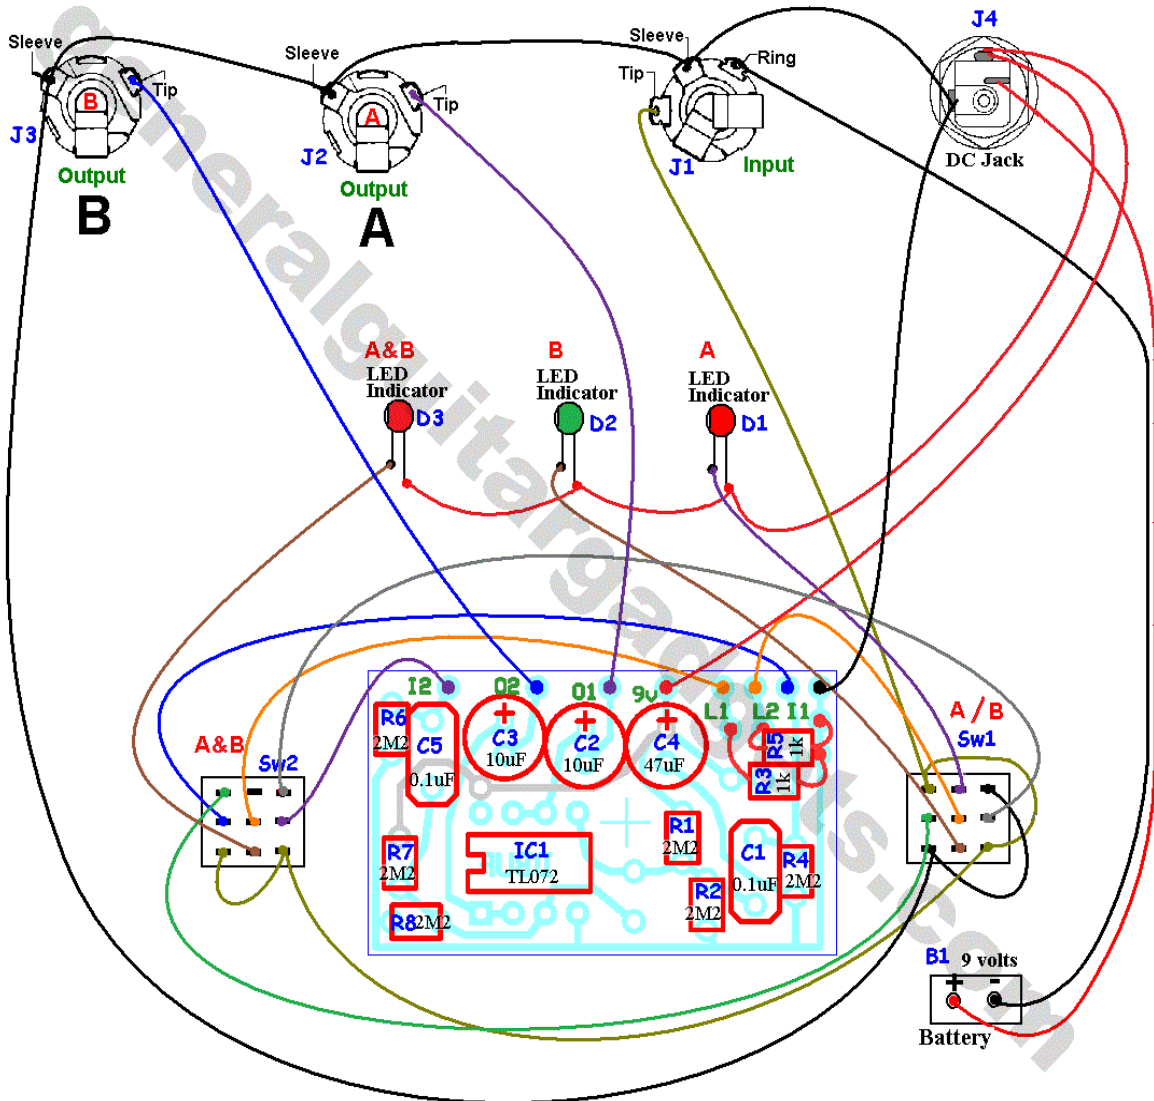 J4
Sleeve
Sleeve
Sleeve
Ring
Tip
Tip
Tip
B
A
J3
J2
J1
Output
Output
Input
DC Jack
B
A
A&B
B
A
LED
Indicator
LED
Indicator
LED
Indicator
D3
D2
D1
generalguitargadgets.com
I2
O2
O1
9v
L1
L2
I1
A/B
Sw1
A&B
Sw2
R6
2M2
C5
0.1uF
+
C3
10uF
+
C2
10uF
+
C4
47uF
R5
1k
R3
1k
R7
2M2
IC1
TL072
R1
2M2
C1
0.1uF
R4
2M2
R2
2M2
R8
2M2
B1
9 volts
+
-
Battery